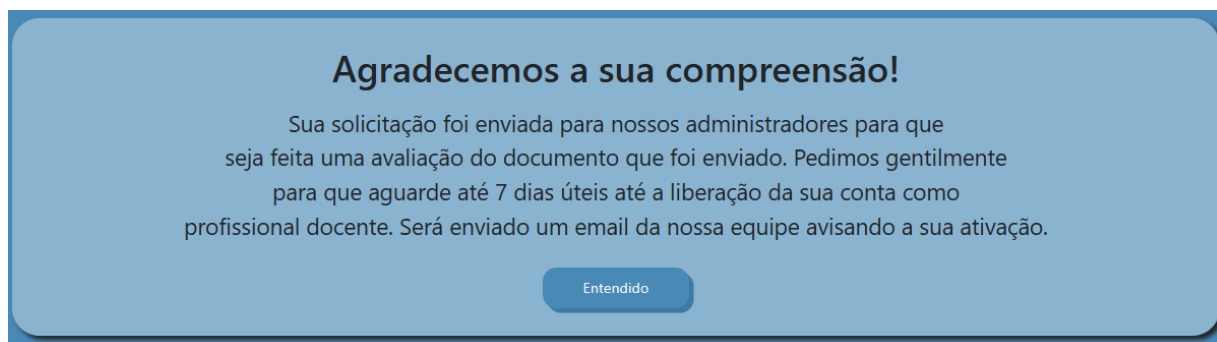 Agradecemos a sua compreensão!
Sua solicitação foi enviada para nossos administradores para que
seja feita uma avaliação do documento que foi enviado. Pedimos gentilmente
para que aguarde até 7 dias úteis até a liberação da sua conta como
profissional docente. Será enviado um email da nossa equipe avisando a sua ativação.
Entendido